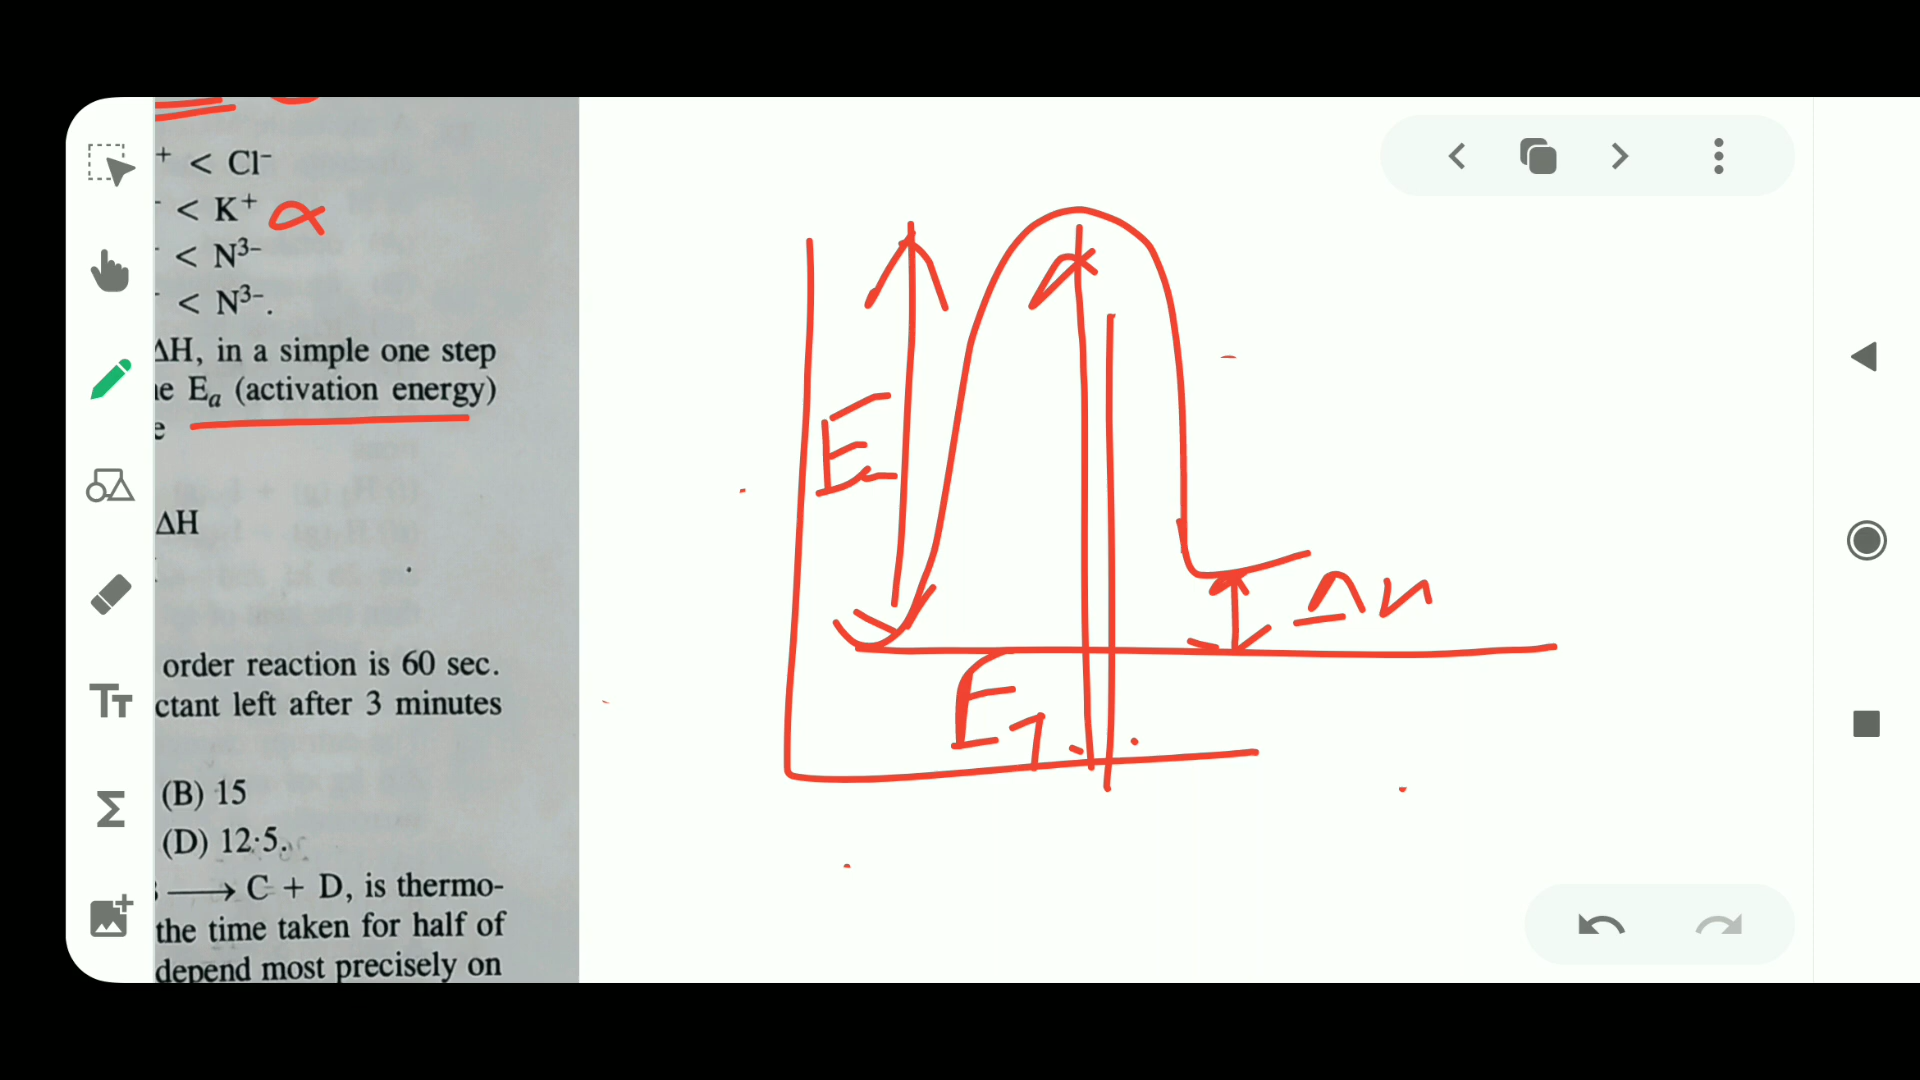 + < Cl⁻
- < K⁺ α
- < N³⁻
- < N³⁻.
ΔH, in a simple one step
e Eₐ (activation energy)
e
ΔH
order reaction is 60 sec.
ctant left after 3 minutes
(B) 15
(D) 12·5.
⟶ C + D, is thermo-
the time taken for half of
depend most precisely on
E
ΔH
E₁
Tт
Σ